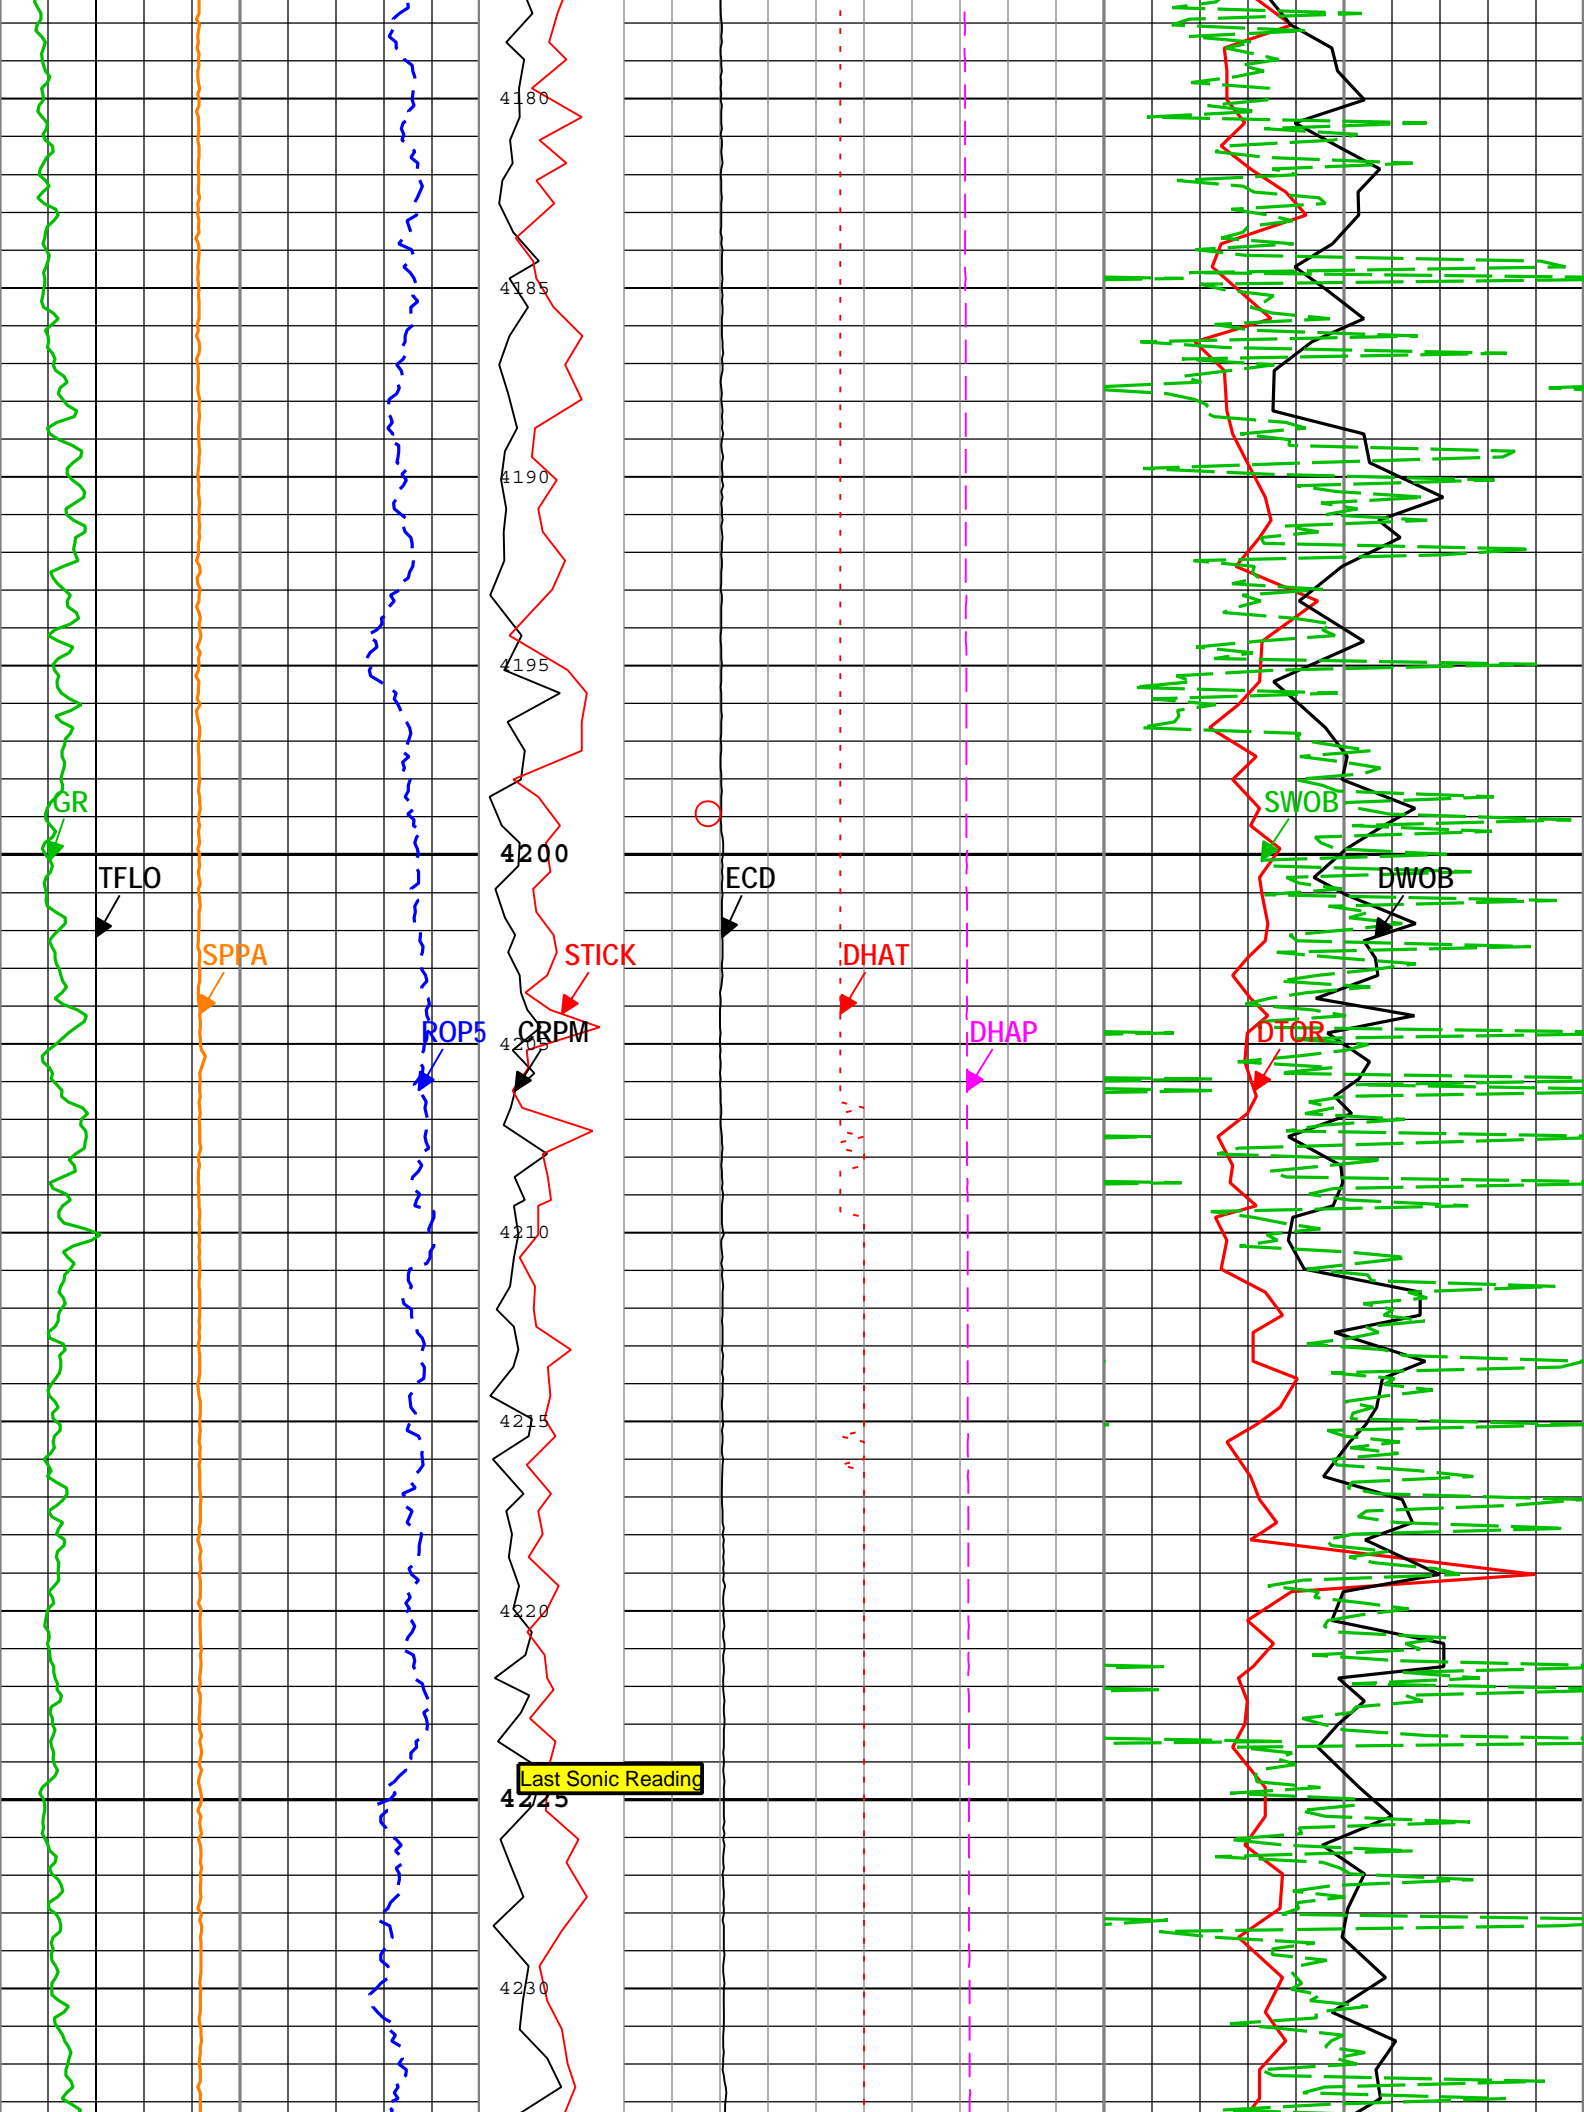 4180
4185
4190
4195
GR
SWOB
4200
TFLO
ECD
DWOB
SPPA
STICK
DHAT
ROP5
CRPM
DHAP
DTOR
4205
4210
4215
4220
Last Sonic Reading
4225
4230